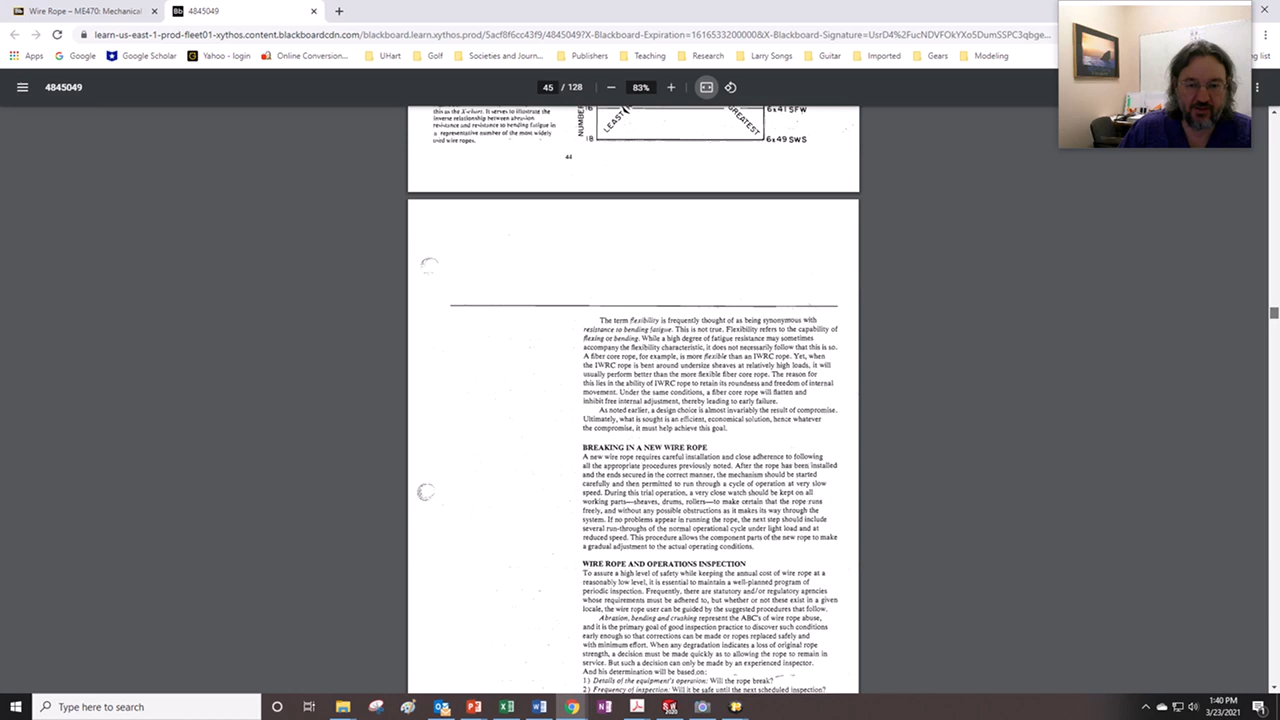 Wire Rope – ME470: Mechanical
4845049
learn-us-east-1-prod-fleet01-xythos.content.blackboardcdn.com/blackboard.learn.xythos.prod/5acf8f6cc43f9/4845049?X-Blackboard-Expiration=1616533200000&X-Blackboard-Signature=UsrD4%2FucNDVFOkYXo5DumSSPC3qbge...
Apps
Google
Google Scholar
Yahoo - login
Online Conversion...
UHart
Golf
Societies and Journ...
Publishers
Teaching
Research
Larry Songs
Guitar
Imported
Gears
Modeling
ng list
4845049
45 / 128
83%
this as the X-chart. It serves to illustrate the
inverse relationship between abrasion
resistance and resistance to bending fatigue in
a representative number of the most widely
used wire ropes.
44
NUMBER
LEAST
GREATEST
6x41 SFW
18
6x49 SWS
The term flexibility is frequently thought of as being synonymous with
resistance to bending fatigue. This is not true. Flexibility refers to the capability of
flexing or bending. While a high degree of fatigue resistance may sometimes
accompany the flexibility characteristic, it does not necessarily follow that this is so.
A fiber core rope, for example, is more flexible than an IWRC rope. Yet, when
the IWRC rope is bent around undersize sheaves at relatively high loads, it will
usually perform better than the more flexible fiber core rope. The reason for
this lies in the ability of IWRC rope to retain its roundness and freedom of internal
movement. Under the same conditions, a fiber core rope will flatten and
inhibit free internal adjustment, thereby leading to early failure.
As noted earlier, a design choice is almost invariably the result of compromise.
Ultimately, what is sought is an efficient, economical solution, hence whatever
the compromise, it must help achieve this goal.
BREAKING IN A NEW WIRE ROPE
A new wire rope requires careful installation and close adherence to following
all the appropriate procedures previously noted. After the rope has been installed
and the ends secured in the correct manner, the mechanism should be started
carefully and then permitted to run through a cycle of operation at very slow
speed. During this trial operation, a very close watch should be kept on all
working parts—sheaves, drums, rollers—to make certain that the rope runs
freely, and without any possible obstructions as it makes its way through the
system. If no problems appear in running the rope, the next step should include
several run-throughs of the normal operational cycle under light load and at
reduced speed. This procedure allows the component parts of the new rope to make
a gradual adjustment to the actual operating conditions.
WIRE ROPE AND OPERATIONS INSPECTION
To assure a high level of safety while keeping the annual cost of wire rope at a
reasonably low level, it is essential to maintain a well-planned program of
periodic inspection. Frequently, there are statutory and/or regulatory agencies
whose requirements must be adhered to, but whether or not these exist in a given
locale, the wire rope user can be guided by the suggested procedures that follow.
Abrasion, bending and crushing represent the ABC's of wire rope abuse,
and it is the primary goal of good inspection practice to discover such conditions
early enough so that corrections can be made or ropes replaced safely and
with minimum effort. When any degradation indicates a loss of original rope
strength, a decision must be made quickly as to allowing the rope to remain in
service. But such a decision can only be made by an experienced inspector.
And his determination will be based on:
1) Details of the equipment's operation: Will the rope break?
2) Frequency of inspection: Will it be safe until the next scheduled inspection?
Type here to search
1:40 PM
3/23/2021